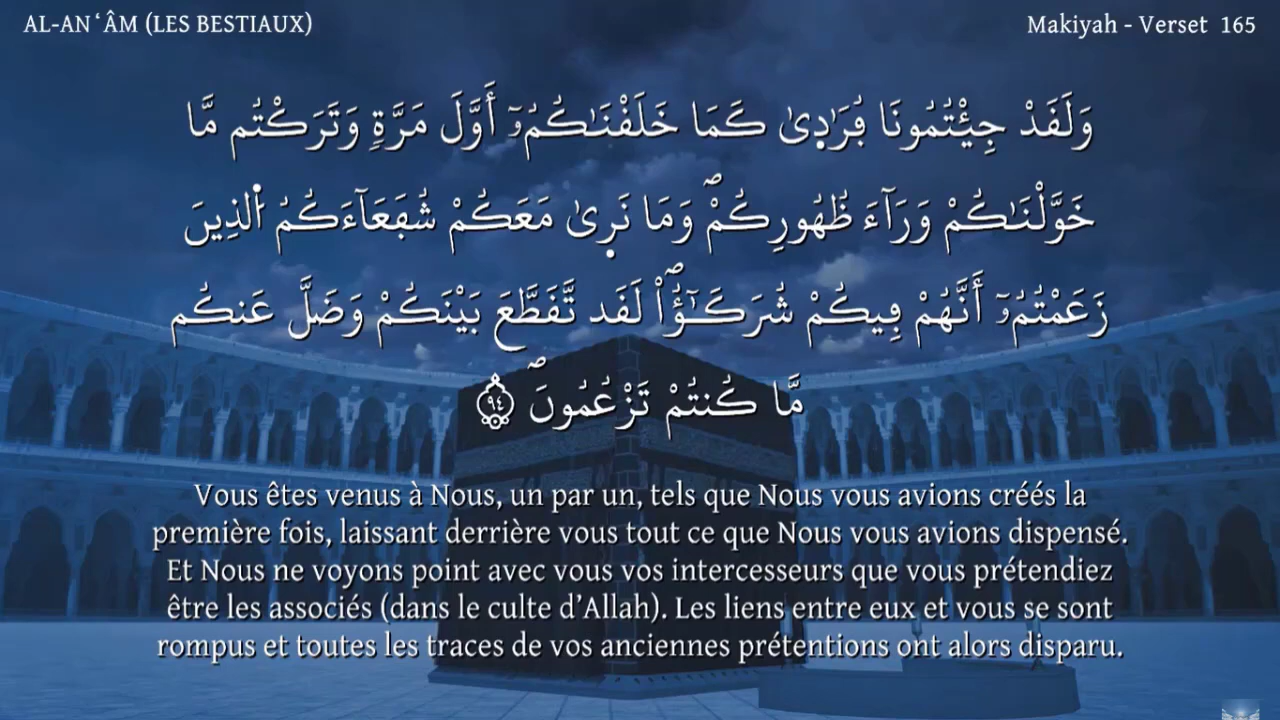 AL-ANʿÂM (LES BESTIAUX)
Makiyah - Verset 165
وَلَقَدْ جِئْتُمُونَا فُرَٰدِىٰ كَمَا خَلَقْنَٰكُمُۥٓ أَوَّلَ مَرَّةٖ وَتَرَكْتُم مَّا
خَوَّلْنَٰكُمْ وَرَآءَ ظُهُورِكُمْۖ وَمَا نَرِىٰ مَعَكُمْ شُفَعَآءَكُمُ اُ۬لذِينَ
زَعَمْتُمُۥٓ أَنَّهُمْ فِيكُمْ شُرَكَٰٓؤُاْۖ لَقَد تَّقَطَّعَ بَيْنَكُمْ وَضَلَّ عَنكُم
مَّا كُنتُمْ تَزْعُمُونَۖ ٩٤
Vous êtes venus à Nous, un par un, tels que Nous vous avions créés la
première fois, laissant derrière vous tout ce que Nous vous avions dispensé.
Et Nous ne voyons point avec vous vos intercesseurs que vous prétendiez
être les associés (dans le culte d’Allah). Les liens entre eux et vous se sont
rompus et toutes les traces de vos anciennes prétentions ont alors disparu.